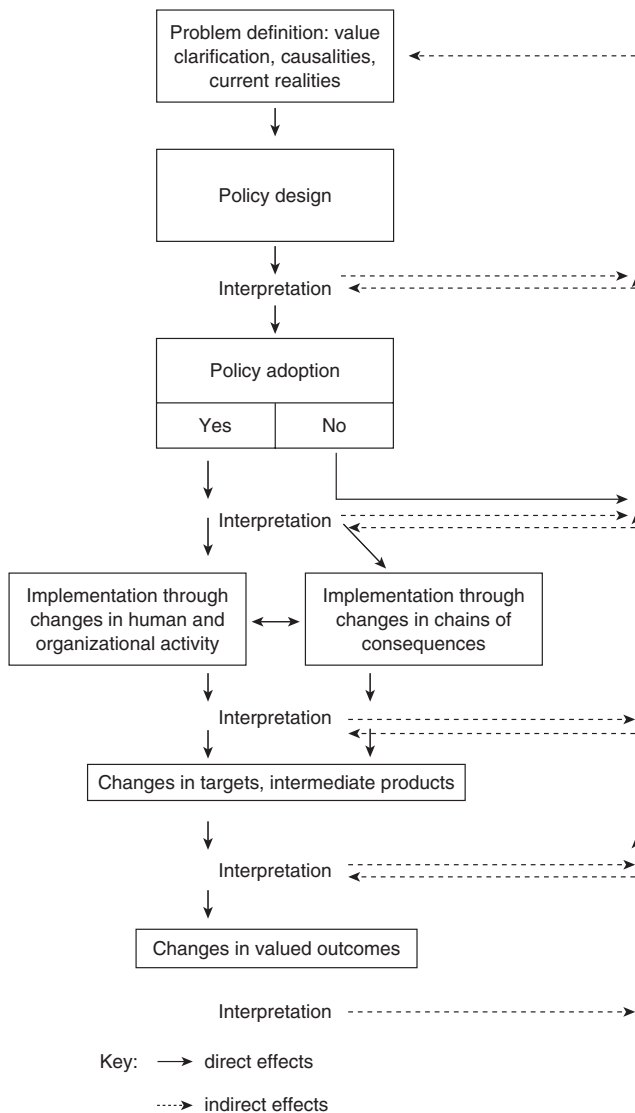 Problem definition: value
clarification, causalities,
current realities
Policy design
Interpretation
Policy adoption
Yes
No
Interpretation
Implementation through
changes in human and
organizational activity
Implementation through
changes in chains of
consequences
Interpretation
Changes in targets, intermediate products
Interpretation
Changes in valued outcomes
Interpretation
Key:
direct effects
indirect effects